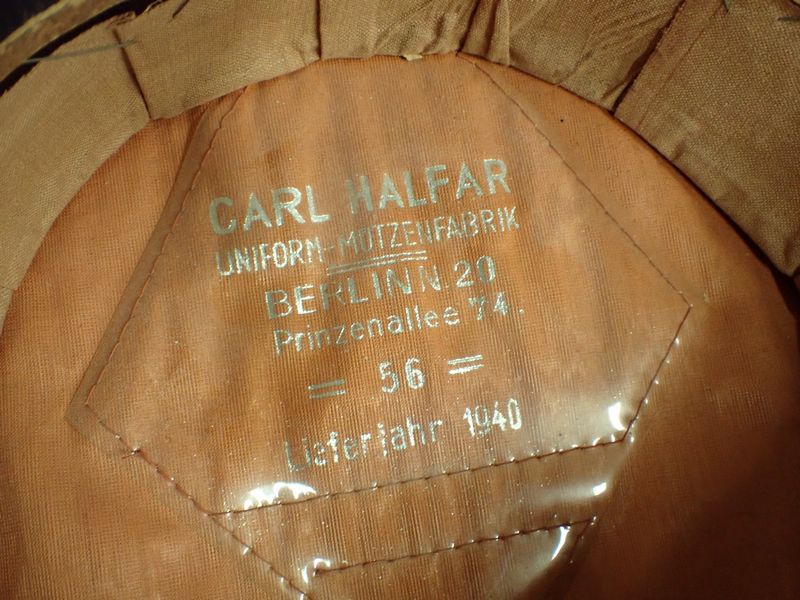 CARL HALFAR
UNIFORM-MÜTZENFABRIK
BERLIN N. 20
Prinzenallee 74.
= 56 =
Lieferjahr 1940